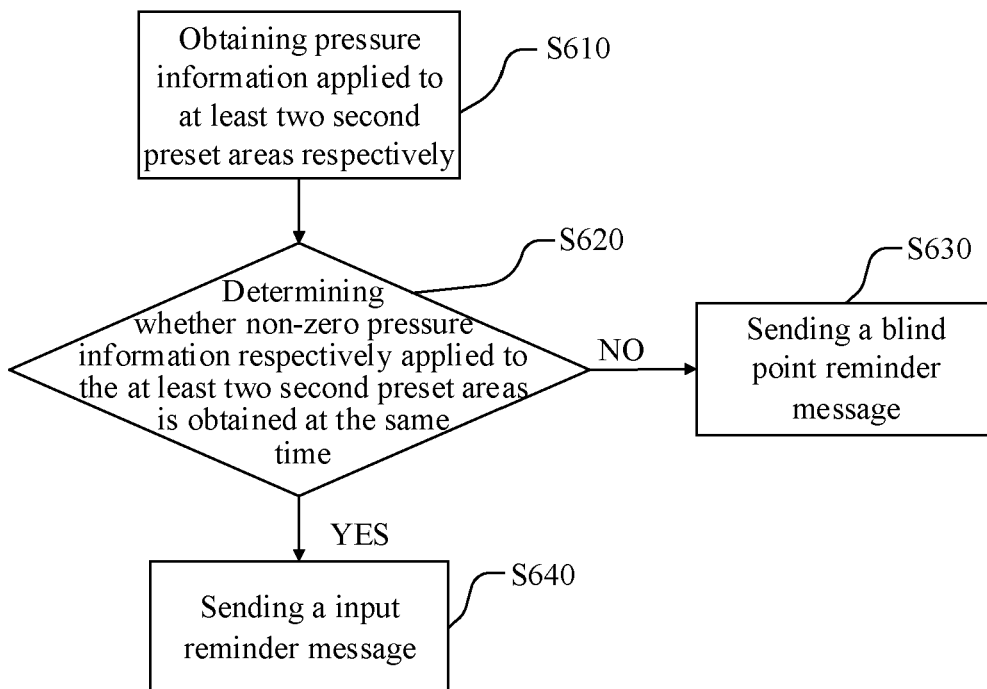 Obtaining pressure
information applied to
at least two second
preset areas respectively
S610
S620
Determining
whether non-zero pressure
information respectively applied to
the at least two second preset areas
is obtained at the same
time
NO
S630
Sending a blind
point reminder
message
YES
S640
Sending a input
reminder message